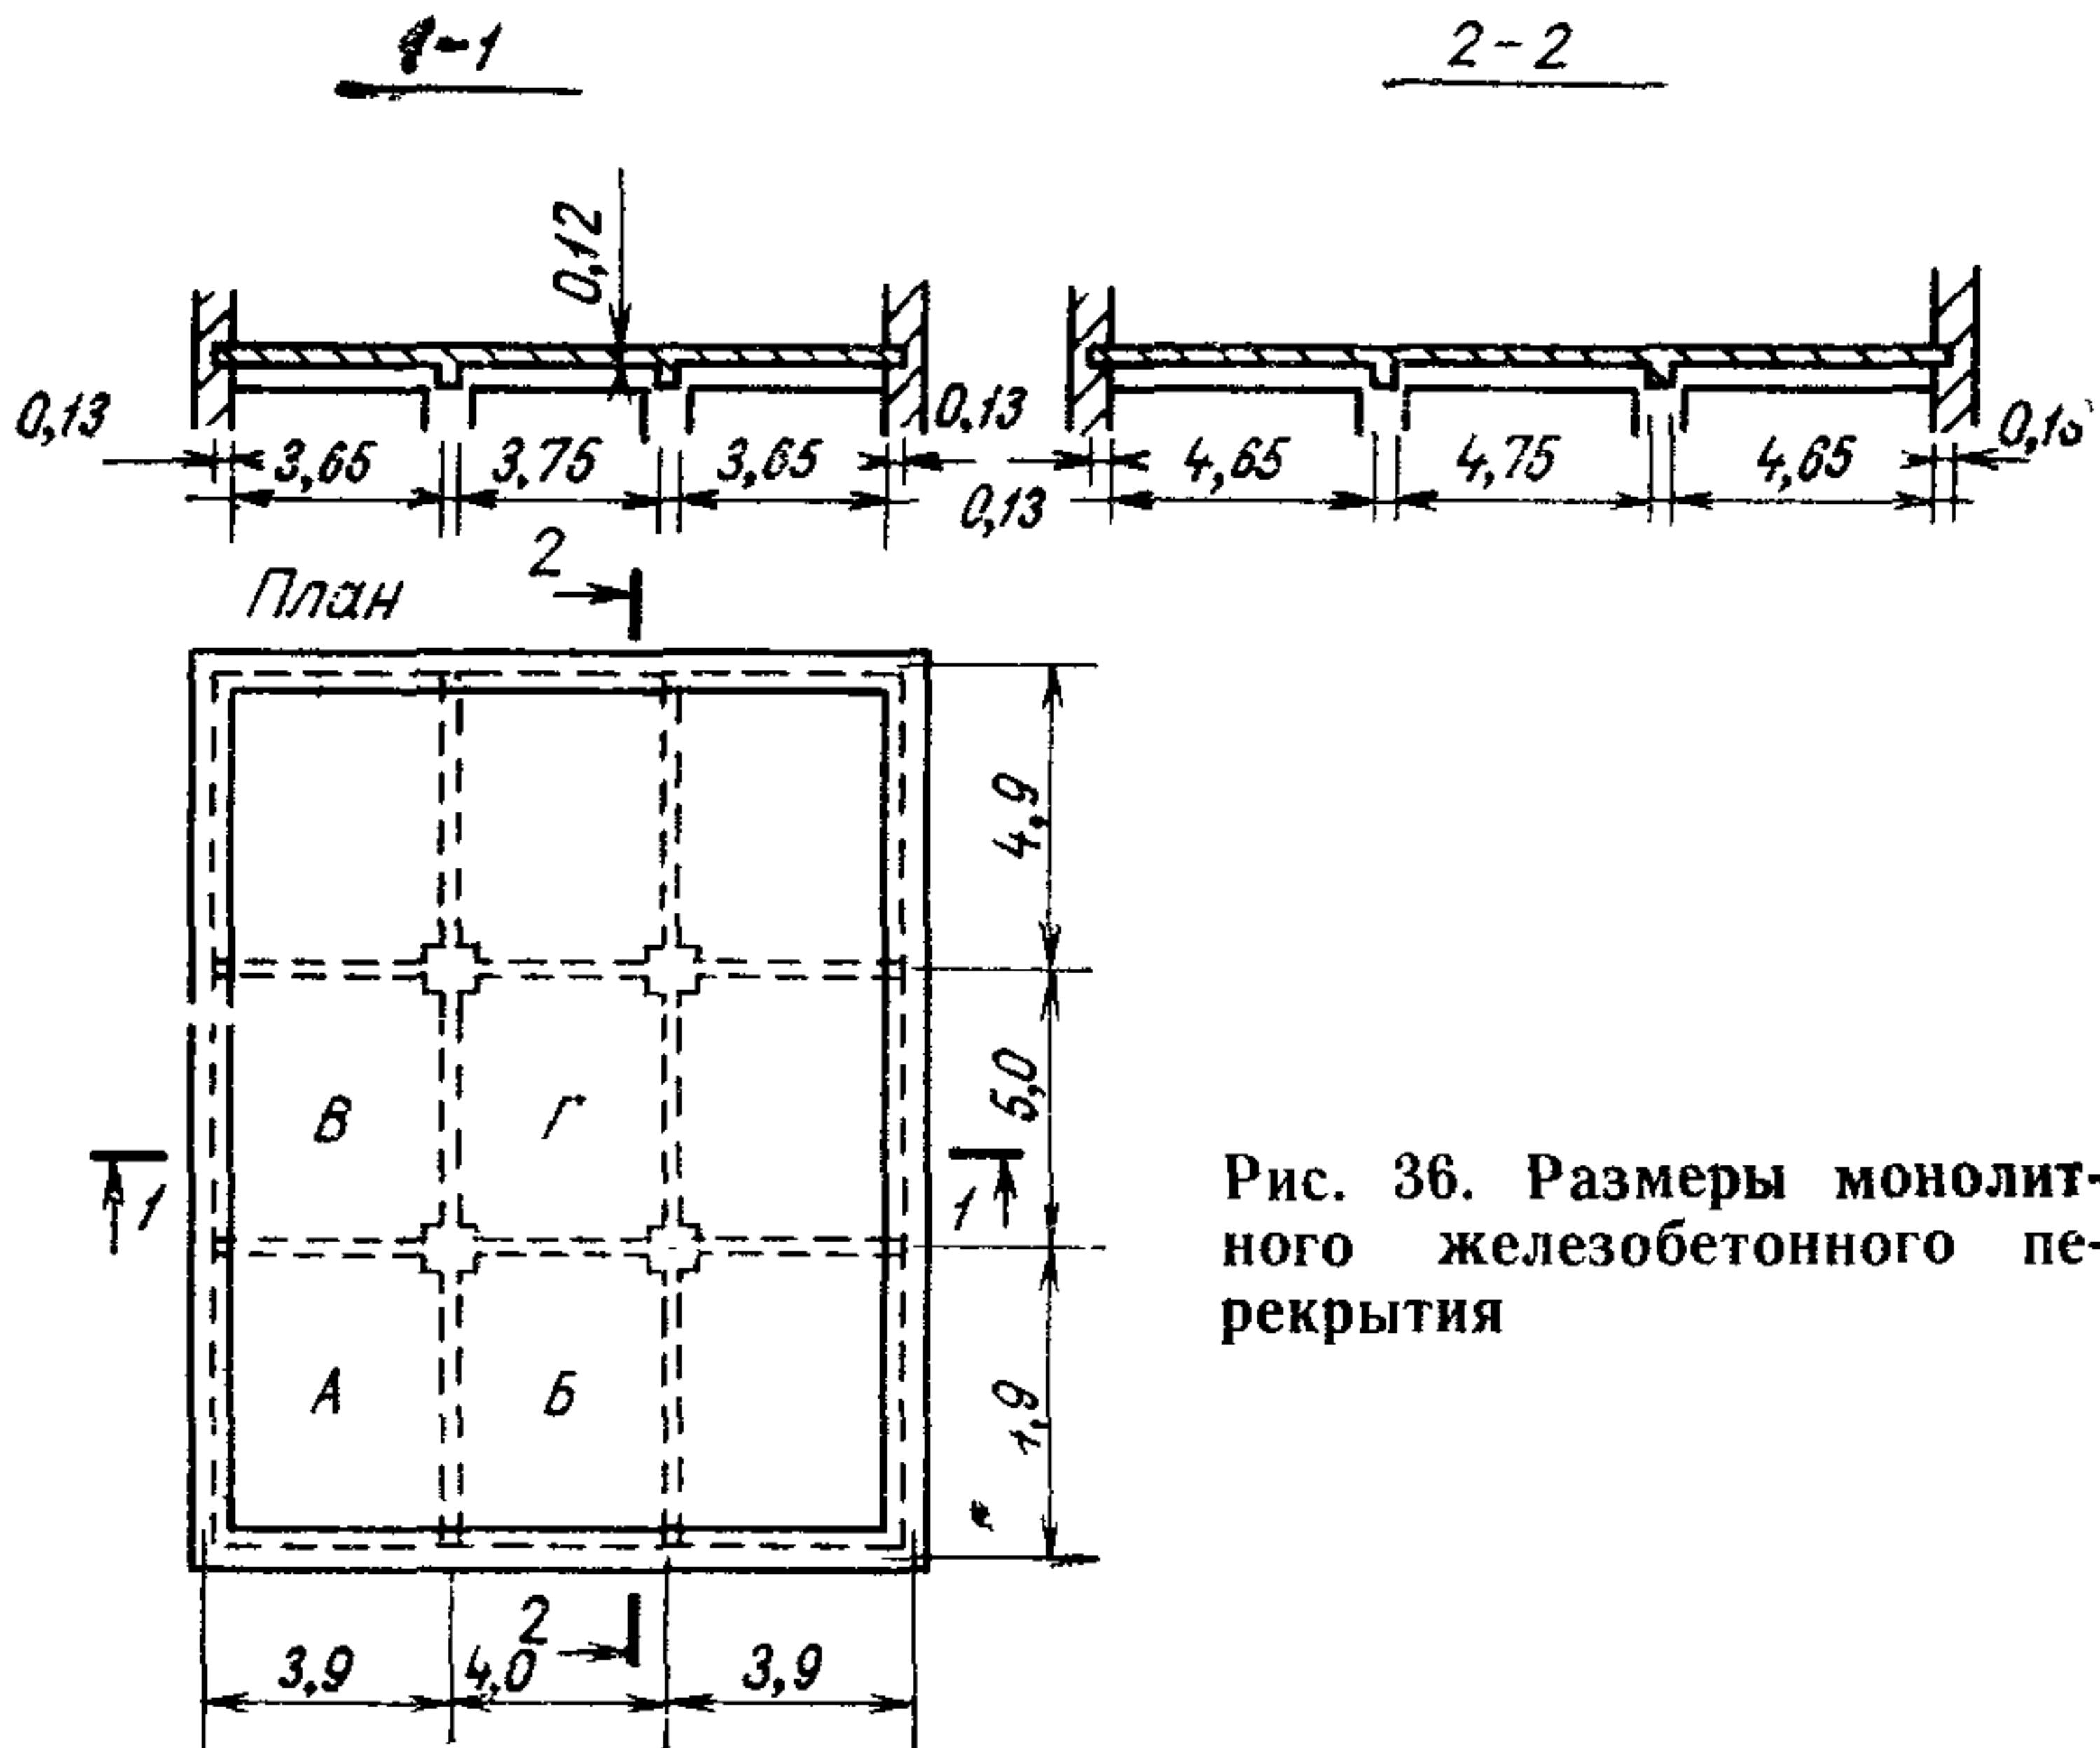 1-1
2-2
0,12
0,13
3,65
3,75
3,65
0,13
0,13
4,65
4,75
4,65
0,13
План
2
4,9
5,0
В
Г
1
1
А
Б
1,9
2
3,9
4,0
3,9
Рис. 36. Размеры монолит-
ного железобетонного пе-
рекрытия